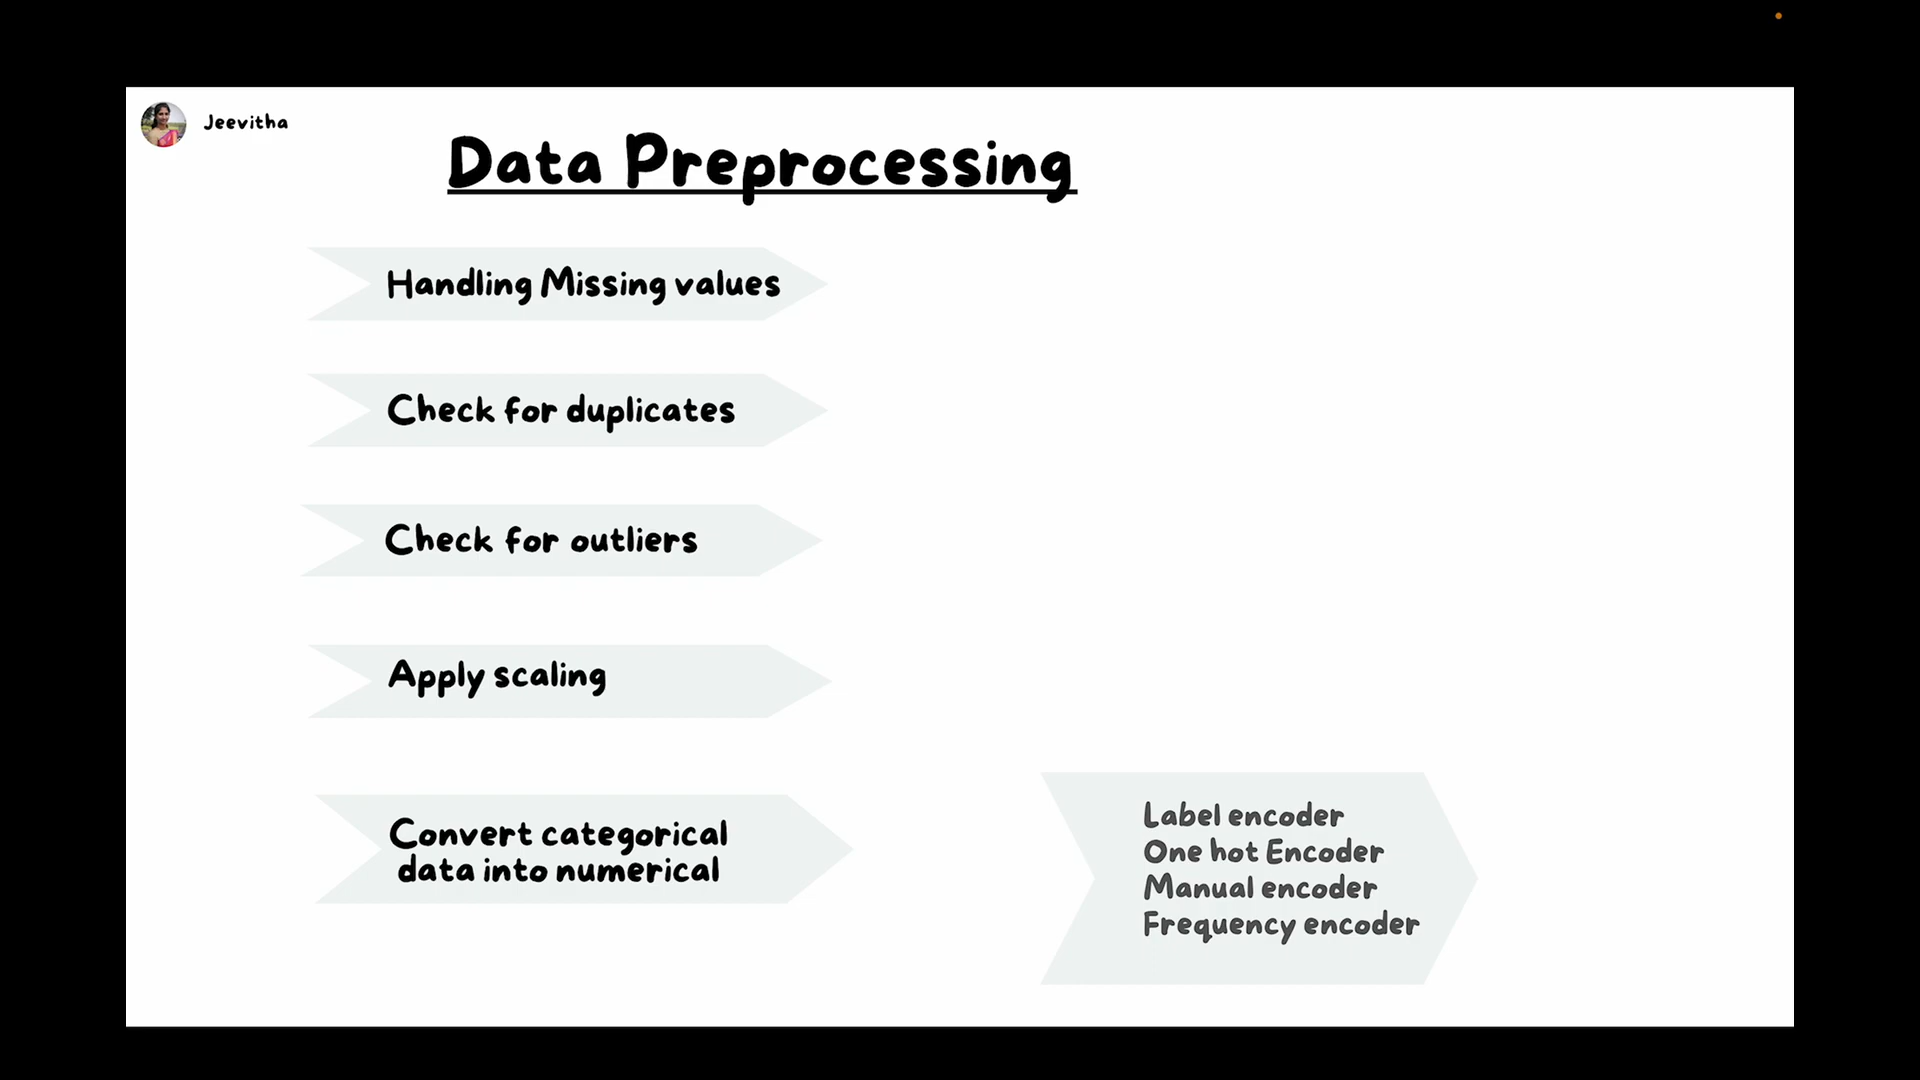 Jeevitha
Data Preprocessing
Handling Missing values
Check for duplicates
Check for outliers
Apply scaling
Convert categorical
data into numerical
Label encoder
One hot Encoder
Manual encoder
Frequency encoder